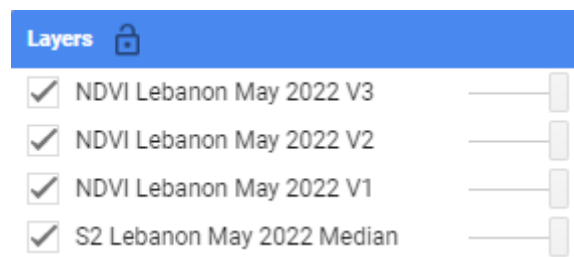 Layers
NDVI Lebanon May 2022 V3
NDVI Lebanon May 2022 V2
NDVI Lebanon May 2022 V1
S2 Lebanon May 2022 Median